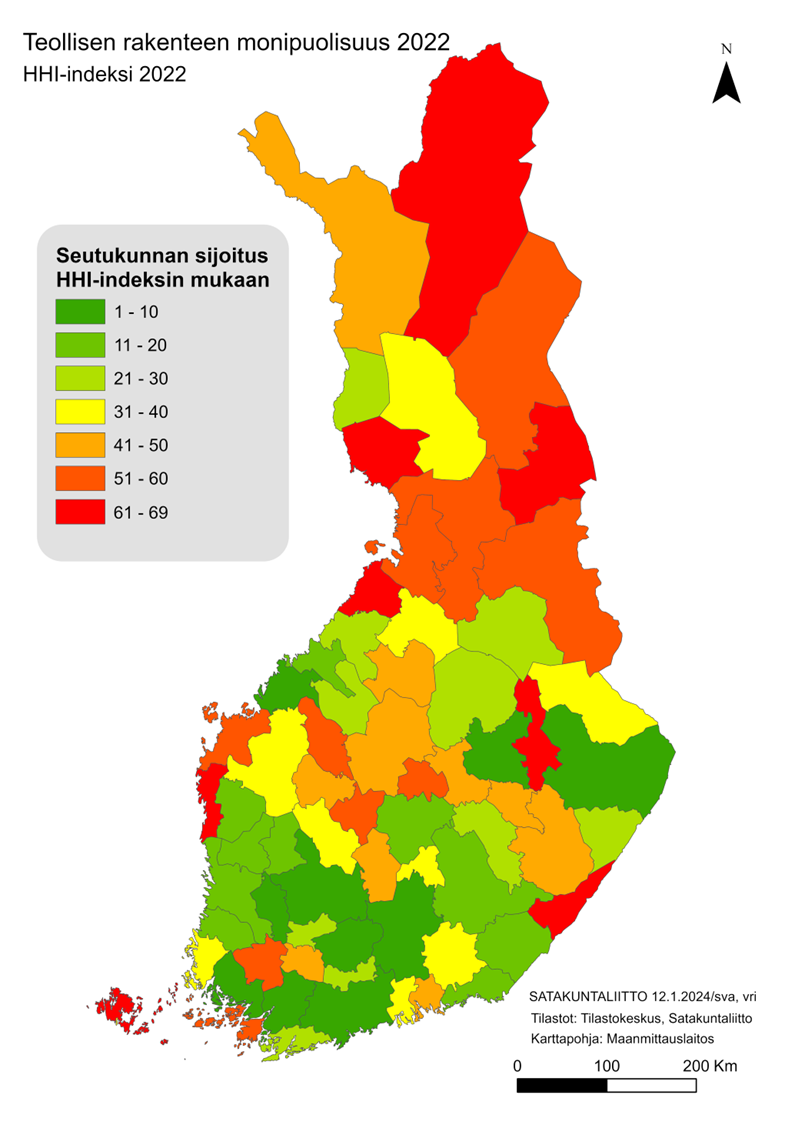 Teollisen rakenteen monipuolisuus 2022
HHI-indeksi 2022
N
Seutukunnan sijoitus
HHI-indeksin mukaan
1 - 10
11 - 20
21 - 30
31 - 40
41 - 50
51 - 60
61 - 69
SATAKUNTALIITTO 12.1.2024/sva, vri
Tilastot: Tilastokeskus, Satakuntaliitto
Karttapohja: Maanmittauslaitos
0 100 200 Km